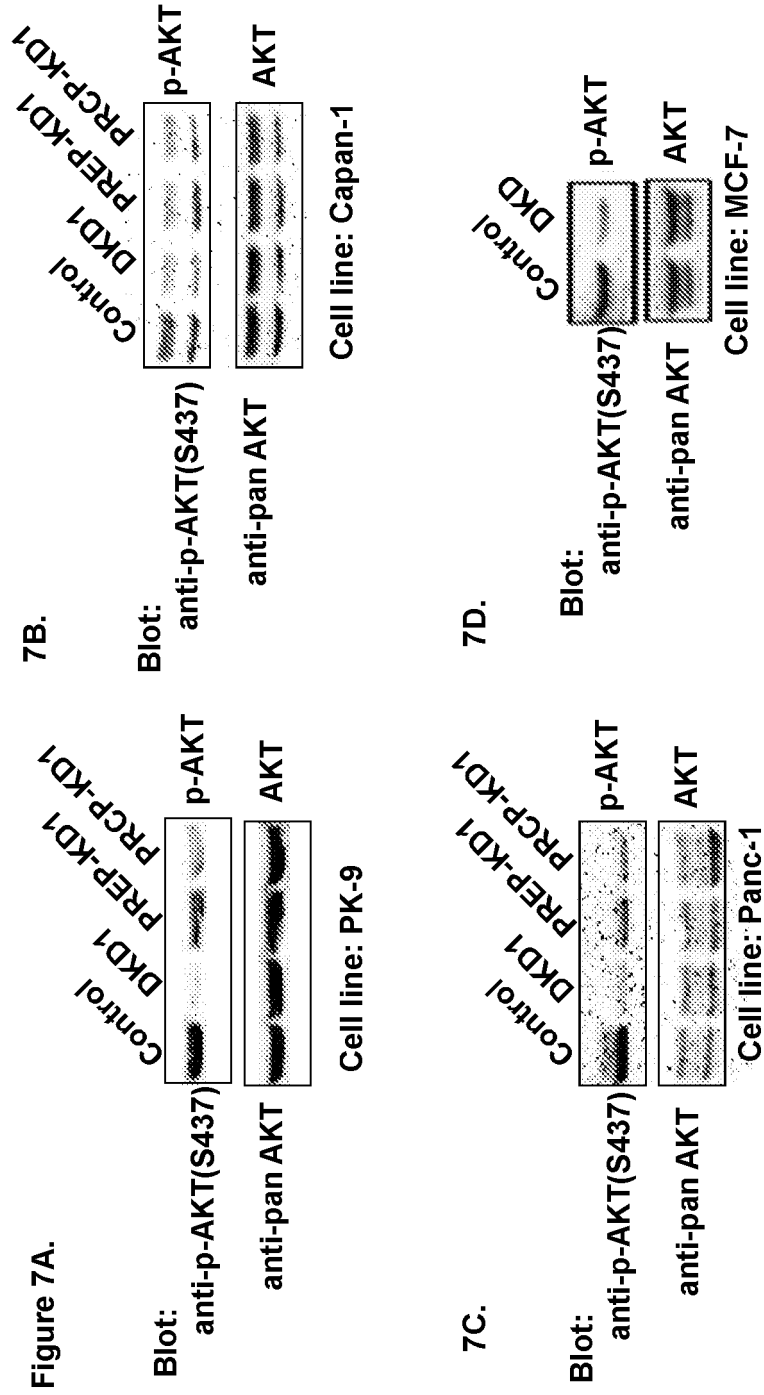 Figure 7A.
Control
DKD1
PREP-KD1
PRCP-KD1
Blot:
anti-p-AKT(S437)
p-AKT
anti-pan AKT
AKT
Cell line: PK-9
7B.
Control
DKD1
PREP-KD1
PRCP-KD1
Blot:
anti-p-AKT(S437)
p-AKT
anti-pan AKT
AKT
Cell line: Capan-1
7C.
Control
DKD1
PREP-KD1
PRCP-KD1
Blot:
anti-p-AKT(S437)
p-AKT
anti-pan AKT
AKT
Cell line: Panc-1
7D.
Control
DKD
Blot:
anti-p-AKT(S437)
p-AKT
anti-pan AKT
AKT
Cell line: MCF-7